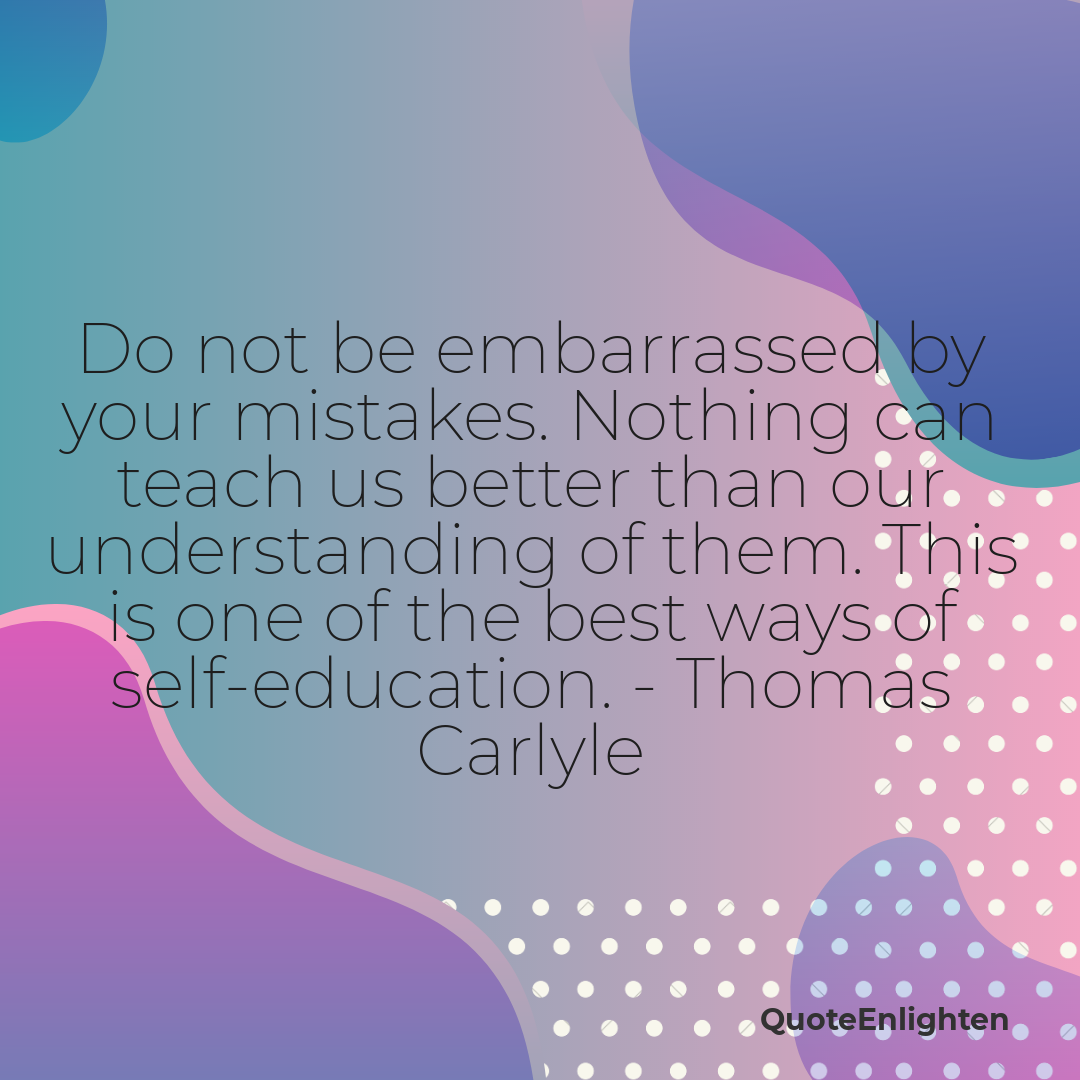 Do not be embarrassed by
your mistakes. Nothing can
teach us better than our
understanding of them. This
is one of the best ways of
self-education. - Thomas
Carlyle
QuoteEnlighten